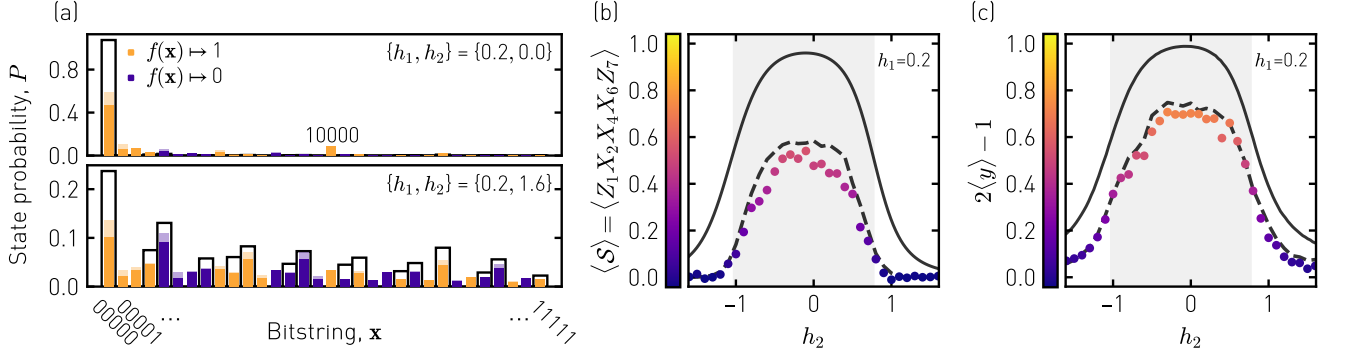 (a)
State probability, P
0.8
0.4
0.0
f(x) ↦ 1
f(x) ↦ 0
{h₁, h₂} = {0.2, 0.0}
10000
0.2
0.1
0.0
{h₁, h₂} = {0.2, 1.6}
00000
00001
...
...
11111
Bitstring, x
(b)
⟨S⟩ = ⟨Z₁X₂X₄X₆Z₇⟩
1.0
0.8
0.6
0.4
0.2
0.0
h₁=0.2
−1
0
1
h₂
(c)
2⟨y⟩ − 1
1.0
0.8
0.6
0.4
0.2
0.0
h₁=0.2
−1
0
1
h₂